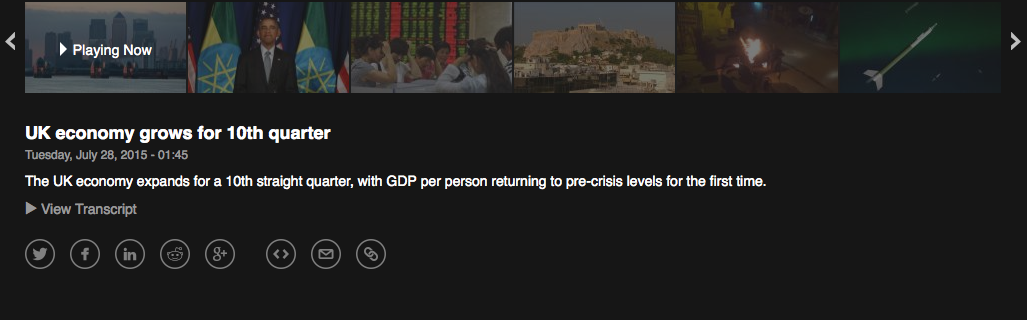 Playing Now
UK economy grows for 10th quarter
Tuesday, July 28, 2015 - 01:45
The UK economy expands for a 10th straight quarter, with GDP per person returning to pre-crisis levels for the first time.
View Transcript